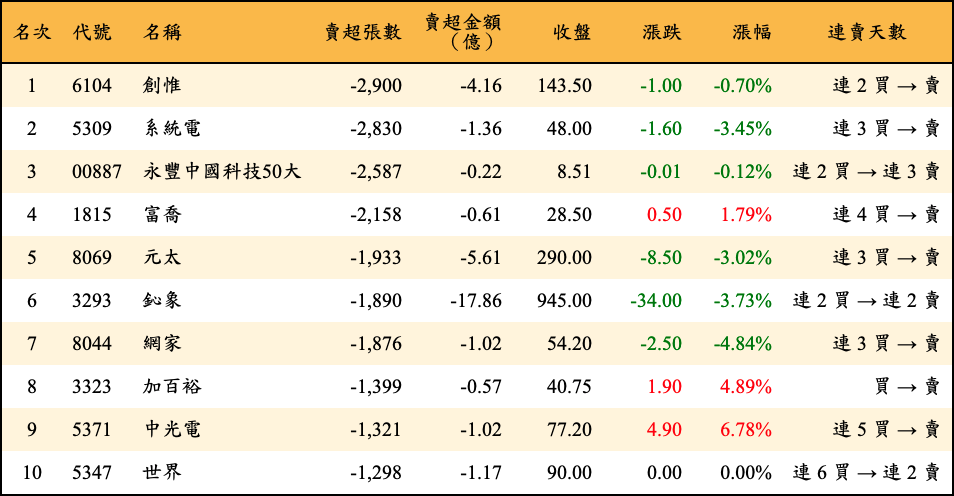 名次 代號 名稱 賣超張數 賣超金額（億） 收盤 漲跌 漲幅 連賣天數
1 6104 創惟 -2,900 -4.16 143.50 -1.00 -0.70% 連 2 買 → 賣
2 5309 系統電 -2,830 -1.36 48.00 -1.60 -3.45% 連 3 買 → 賣
3 00887 永豐中國科技50大 -2,587 -0.22 8.51 -0.01 -0.12% 連 2 買 → 連 3 賣
4 1815 富喬 -2,158 -0.61 28.50 0.50 1.79% 連 4 買 → 賣
5 8069 元太 -1,933 -5.61 290.00 -8.50 -3.02% 連 3 買 → 賣
6 3293 鈊象 -1,890 -17.86 945.00 -34.00 -3.73% 連 2 買 → 連 2 賣
7 8044 網家 -1,876 -1.02 54.20 -2.50 -4.84% 連 3 買 → 賣
8 3323 加百裕 -1,399 -0.57 40.75 1.90 4.89% 買 → 賣
9 5371 中光電 -1,321 -1.02 77.20 4.90 6.78% 連 5 買 → 賣
10 5347 世界 -1,298 -1.17 90.00 0.00 0.00% 連 6 買 → 連 2 賣